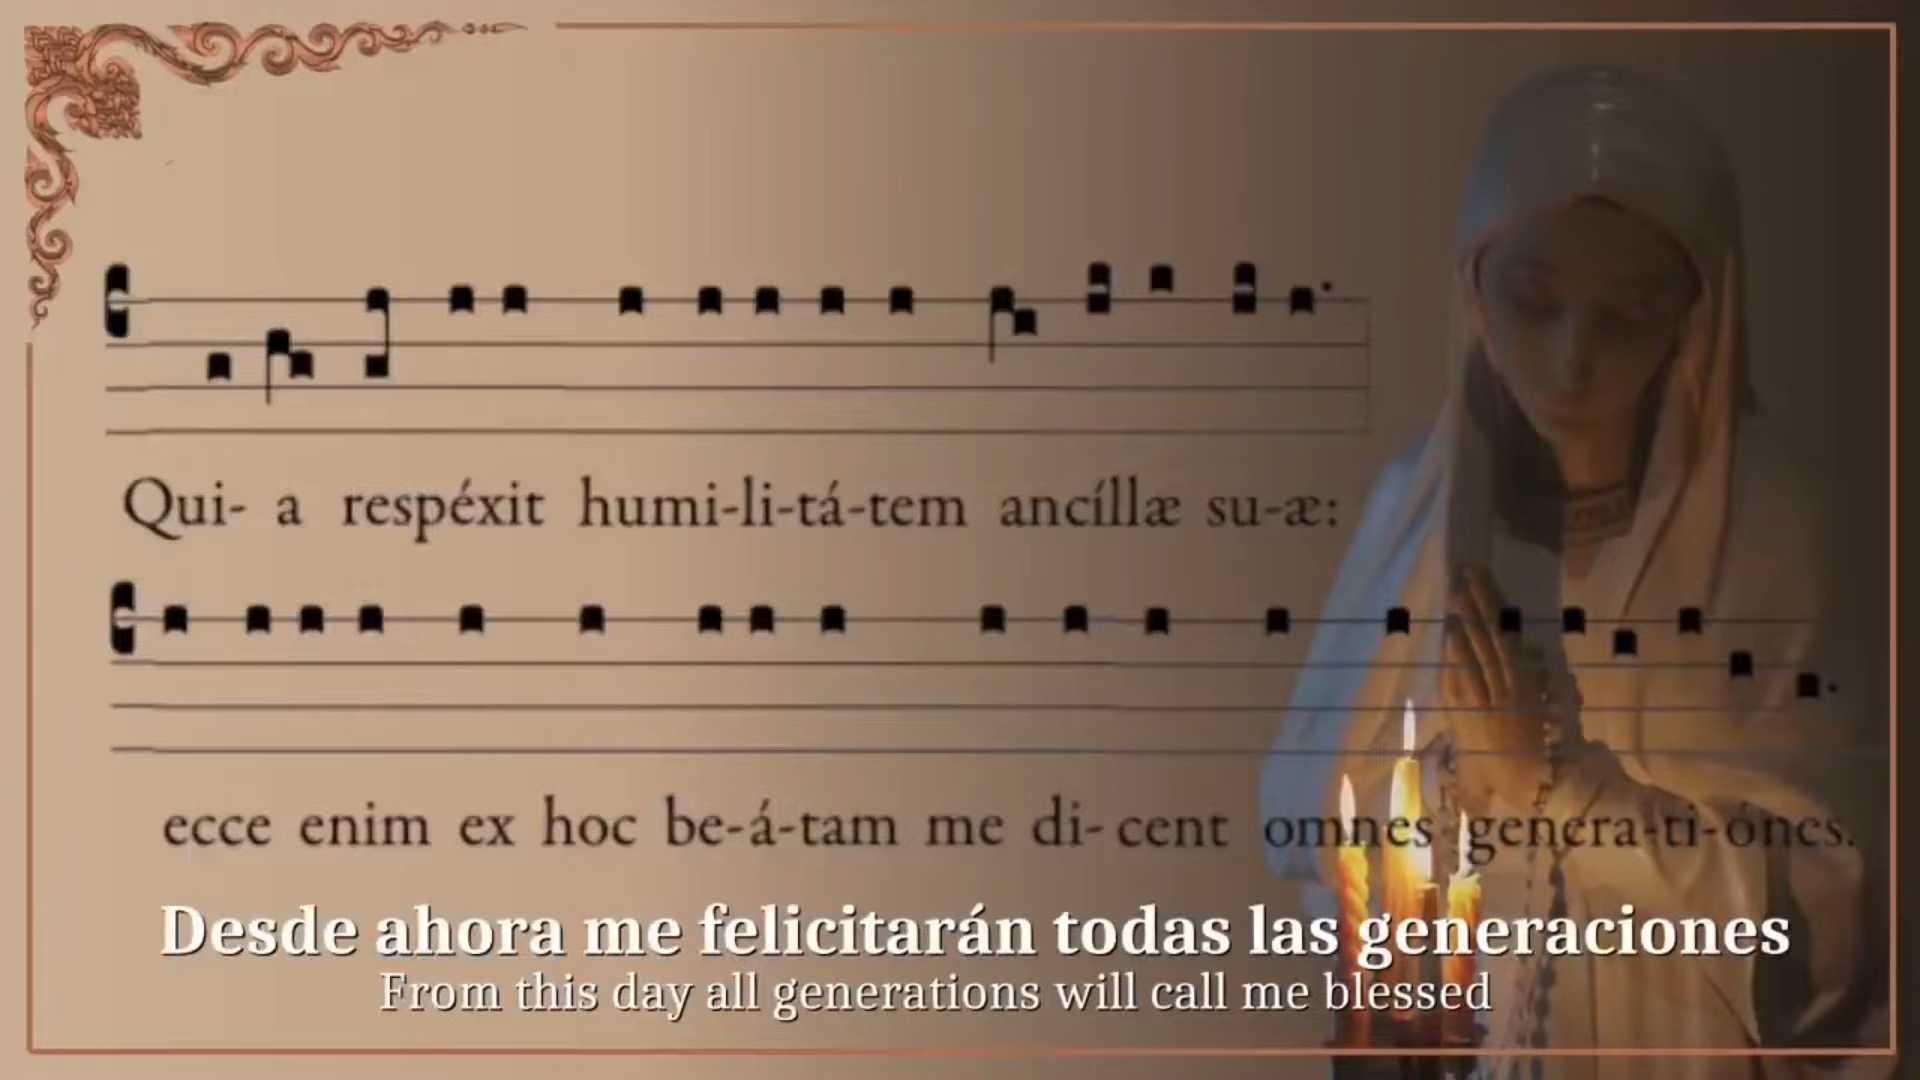 Qui- a respéxit humi-li-tá-tem ancíllæ su-æ:
ecce enim ex hoc be-á-tam me di- cent omnes genera-ti-ónes.
Desde ahora me felicitarán todas las generaciones
From this day all generations will call me blessed